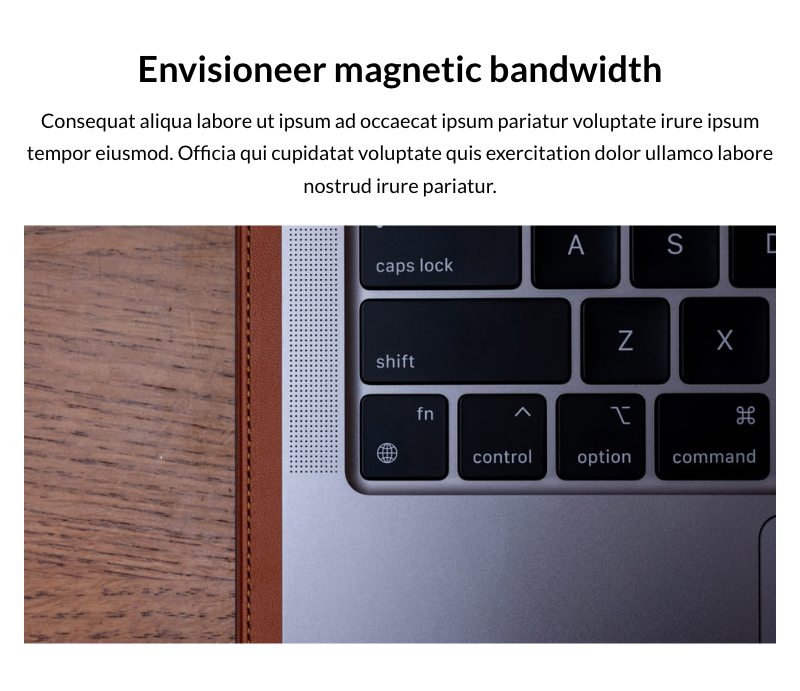 Envisioneer magnetic bandwidth
Consequat aliqua labore ut ipsum ad occaecat ipsum pariatur voluptate irure ipsum
tempor eiusmod. Officia qui cupidatat voluptate quis exercitation dolor ullamco labore
nostrud irure pariatur.
caps lock A S D
shift Z X
fn ^ ⌥ ⌘
control option command